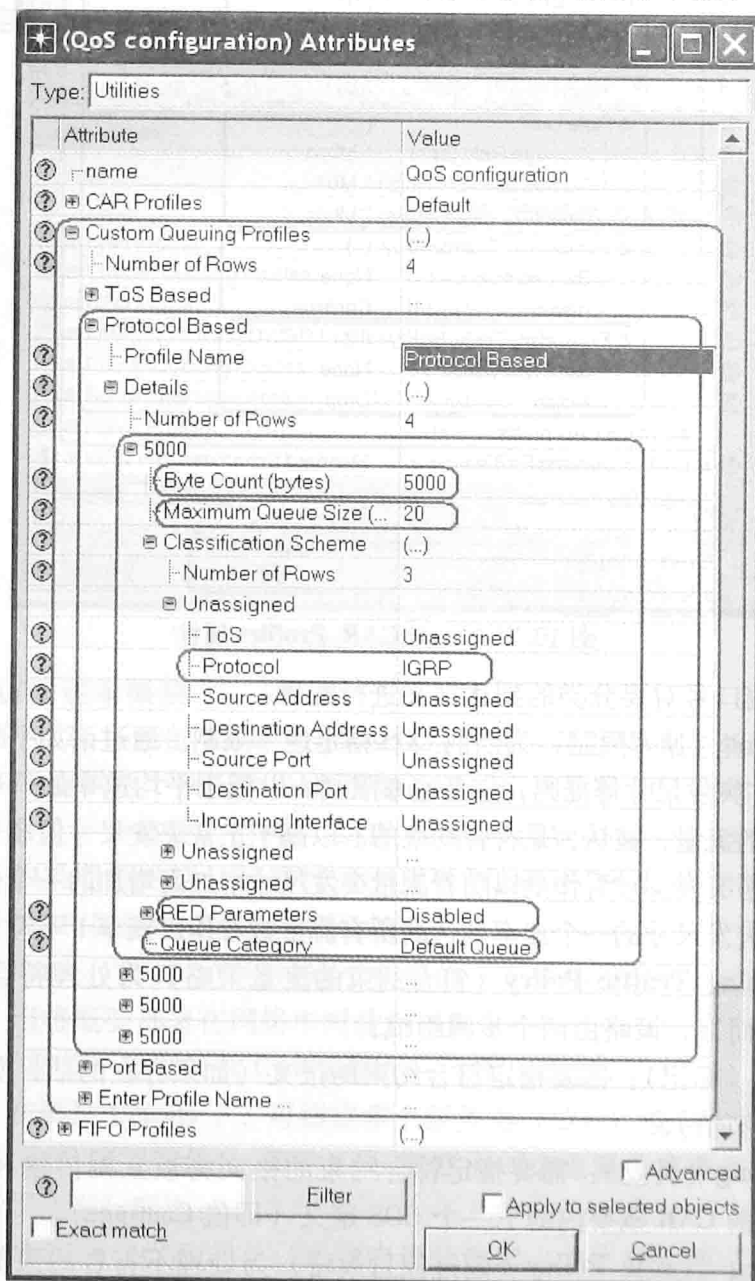 (QoS configuration) Attributes
Type: Utilities
Attribute Value
name QoS configuration
CAR Profiles Default
Custom Queuing Profiles (...)
Number of Rows 4
ToS Based ...
Protocol Based
Profile Name Protocol Based
Details (...)
Number of Rows 4
5000
Byte Count (bytes) 5000
Maximum Queue Size (... 20
Classification Scheme (...)
Number of Rows 3
Unassigned
ToS Unassigned
Protocol IGRP
Source Address Unassigned
Destination Address Unassigned
Source Port Unassigned
Destination Port Unassigned
Incoming Interface Unassigned
Unassigned ...
Unassigned ...
RED Parameters Disabled
Queue Category Default Queue
5000 ...
5000 ...
5000 ...
Port Based ...
Enter Profile Name ... ...
FIFO Profiles (...)
Advanced
Filter
Apply to selected objects
Exact match
OK
Cancel